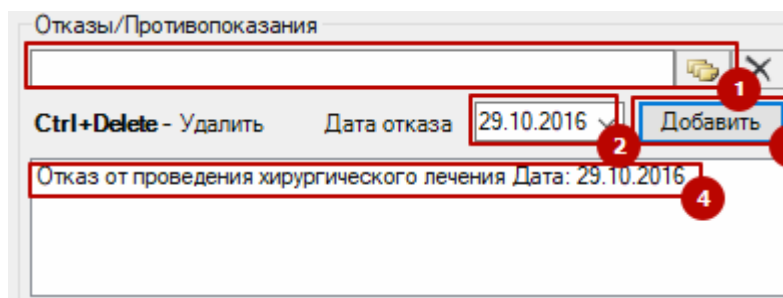 Отказы/Противопоказания
1
Ctrl+Delete - Удалить Дата отказа 29.10.2016 Добавить
2
Отказ от проведения хирургического лечения Дата: 29.10.2016
4